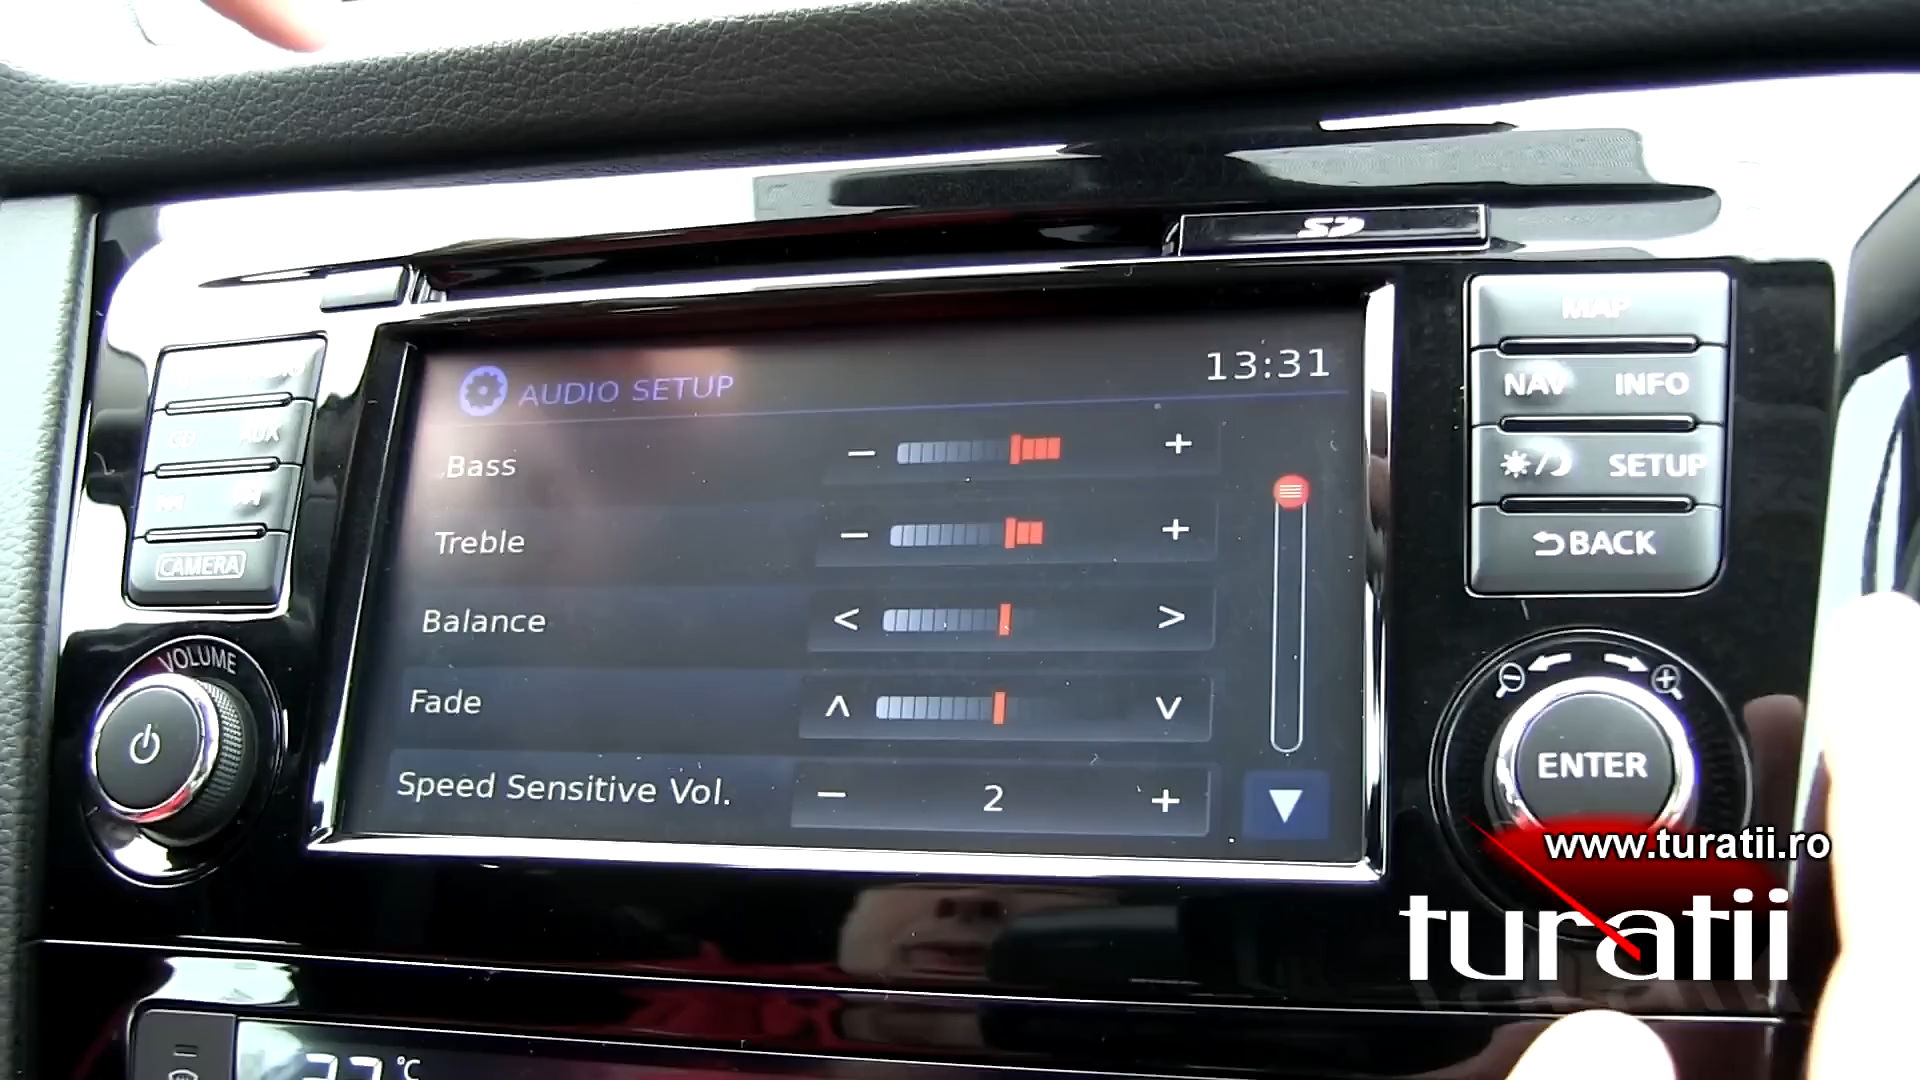 SD
AUDIO SETUP
13:31
Bass
− +
Treble
− +
Balance
< >
Fade
Speed Sensitive Vol.
− 2 +
CD AUX
CAMERA
VOLUME
MAP
NAV INFO
SETUP
BACK
ENTER
www.turatii.ro
turatii
°C